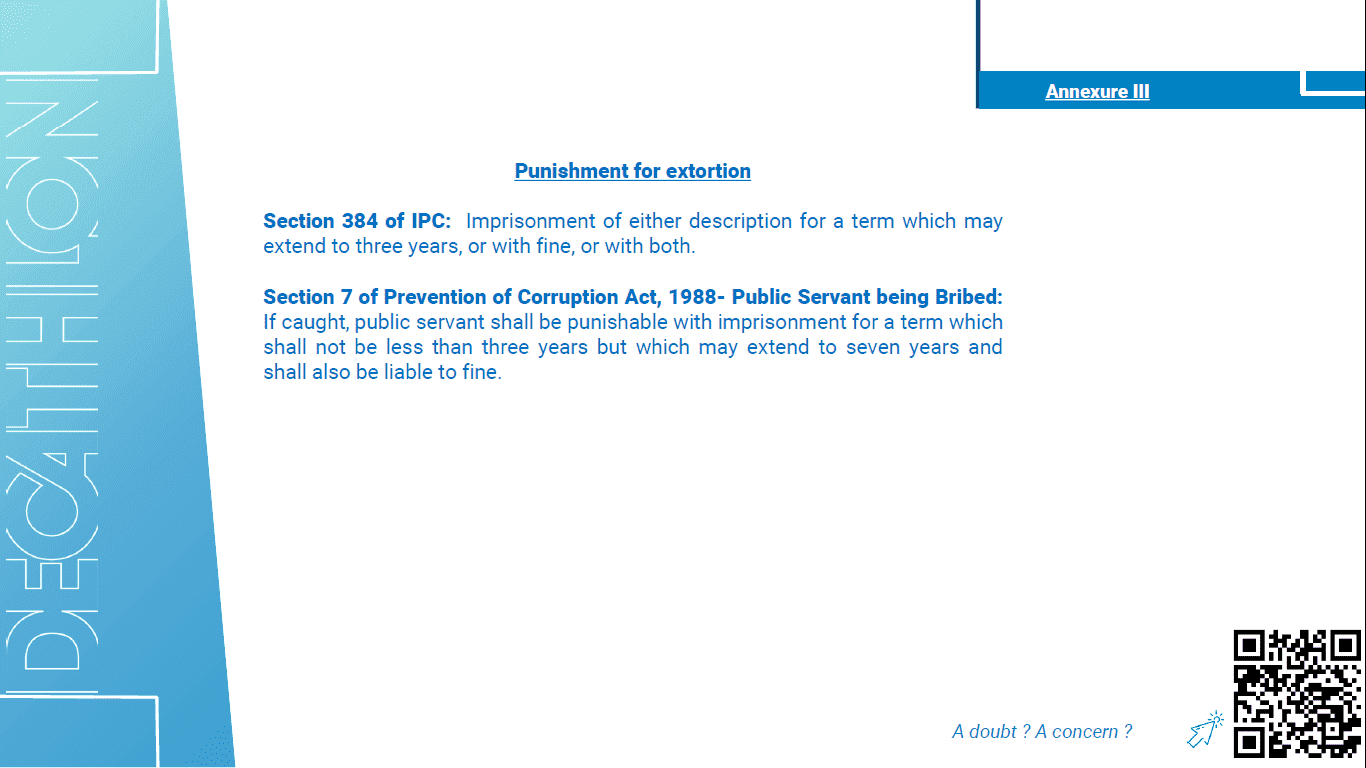 DECATHLON
Annexure III
Punishment for extortion
Section 384 of IPC: Imprisonment of either description for a term which may
extend to three years, or with fine, or with both.
Section 7 of Prevention of Corruption Act, 1988- Public Servant being Bribed:
If caught, public servant shall be punishable with imprisonment for a term which
shall not be less than three years but which may extend to seven years and
shall also be liable to fine.
A doubt ? A concern ?